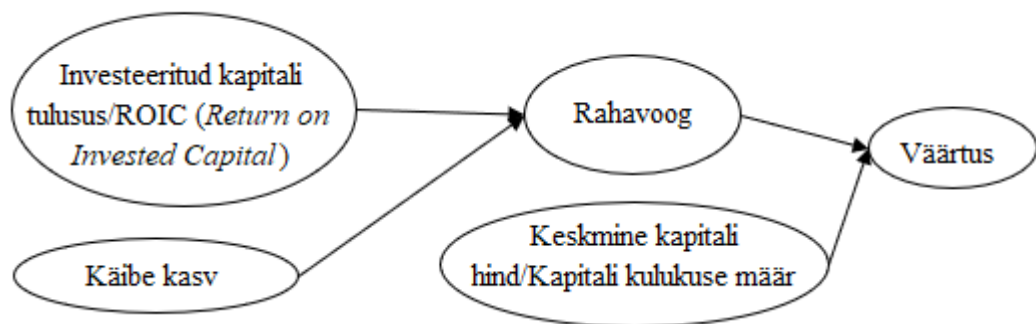 Investeeritud kapitali
tulusus/ROIC (Return on
Invested Capital)
Rahavoog
Väärtus
Käibe kasv
Keskmine kapitali
hind/Kapitali kulukuse määr